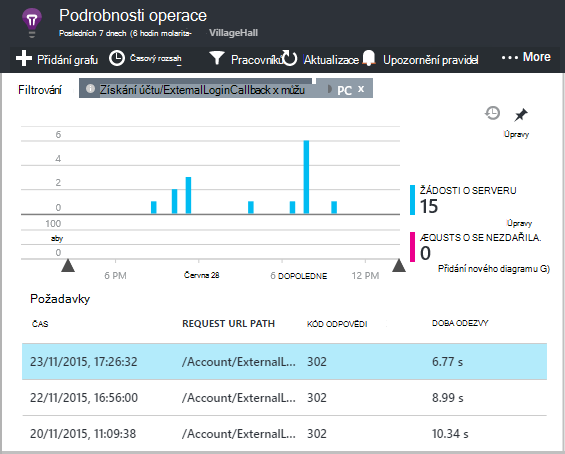 Podrobnosti operace
Posledních 7 dnech (6 hodin molarita- VillageHall
Přidání grafu Časový rozsah Pracovníků Aktualizace Upozornění pravidel ... More
Filtrování Získání účtu/ExternalLoginCallback x můžu PC x
Úpravy
6
4
2
0
ŽÁDOSTI O SERVERU
15
100
aby
0
Úpravy
ÆQUSTS O SE NEZDAŘILA.
0
Přidání nového diagramu G)
6 PM Června 28 6 DOPOLEDNE 12 PM
Požadavky
ČAS REQUEST URL PATH KÓD ODPOVĚDI DOBA ODEZVY
23/11/2015, 17:26:32 /Account/ExternalL... 302 6.77 s
22/11/2015, 16:56:00 /Account/ExternalL... 302 8.99 s
20/11/2015, 11:09:38 /Account/ExternalL... 302 10.34 s